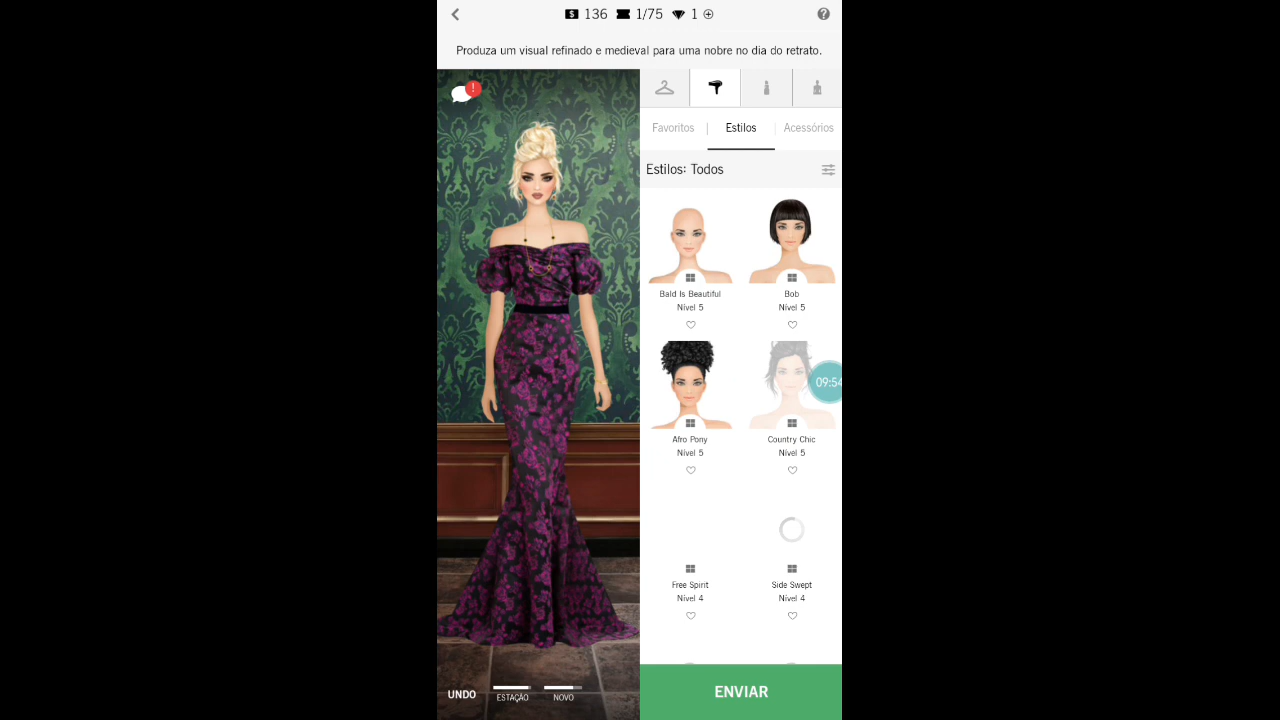 136 1/75 1
Produza um visual refinado e medieval para uma nobre no dia do retrato.
!
Favoritos Estilos Acessórios
Estilos: Todos
Bald Is Beautiful Bob
Nível 5 Nível 5
09:54
Afro Pony Country Chic
Nível 5 Nível 5
Free Spirit Side Swept
Nível 4 Nível 4
UNDO ESTAÇÃO NOVO
ENVIAR